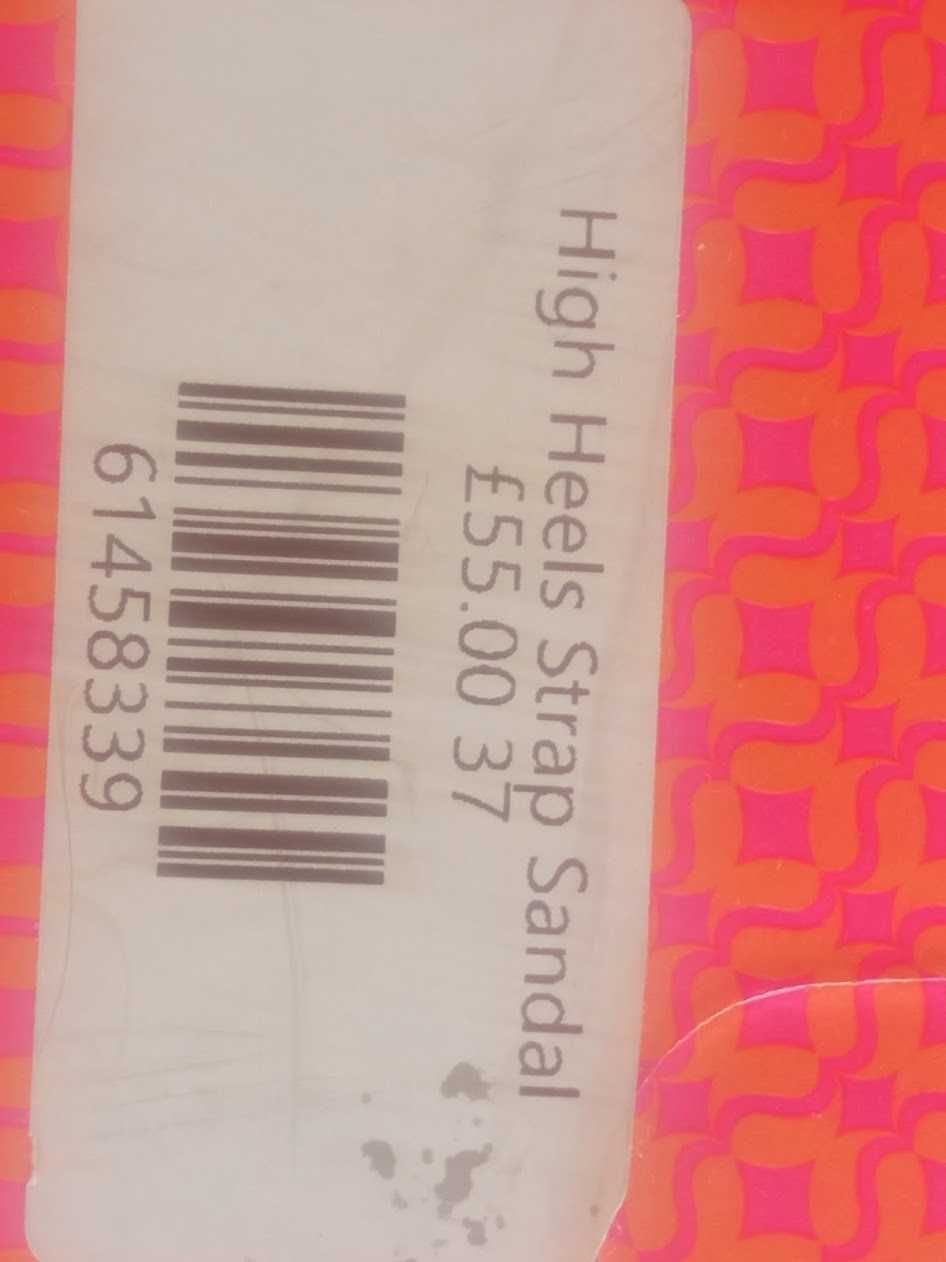 High Heels Strap Sandal
£55.00 37
61458339